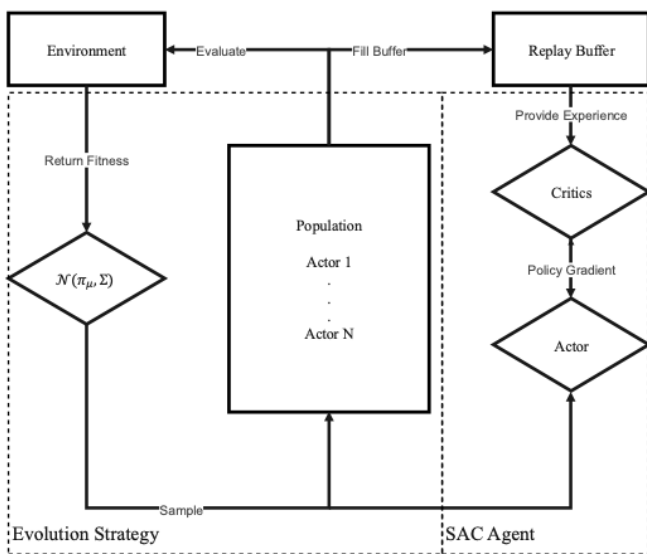 Environment
Evaluate
Fill Buffer
Replay Buffer
Return Fitness
Provide Experience
Critics
Population
Actor 1
.
.
.
Actor N
𝒩(π_μ, Σ)
Policy Gradient
Actor
Sample
Evolution Strategy
SAC Agent